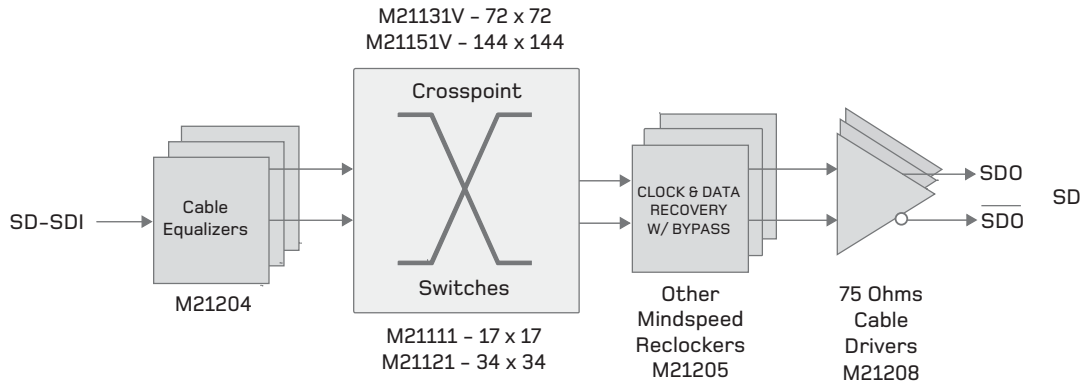 M21131V - 72 x 72
M21151V - 144 x 144
Crosspoint
Switches
SD-SDI
Cable
Equalizers
M21204
M21111 - 17 x 17
M21121 - 34 x 34
CLOCK & DATA
RECOVERY
W/ BYPASS
Other
Mindspeed
Reclockers
M21205
75 Ohms
Cable
Drivers
M21208
SDO
SDO
SD